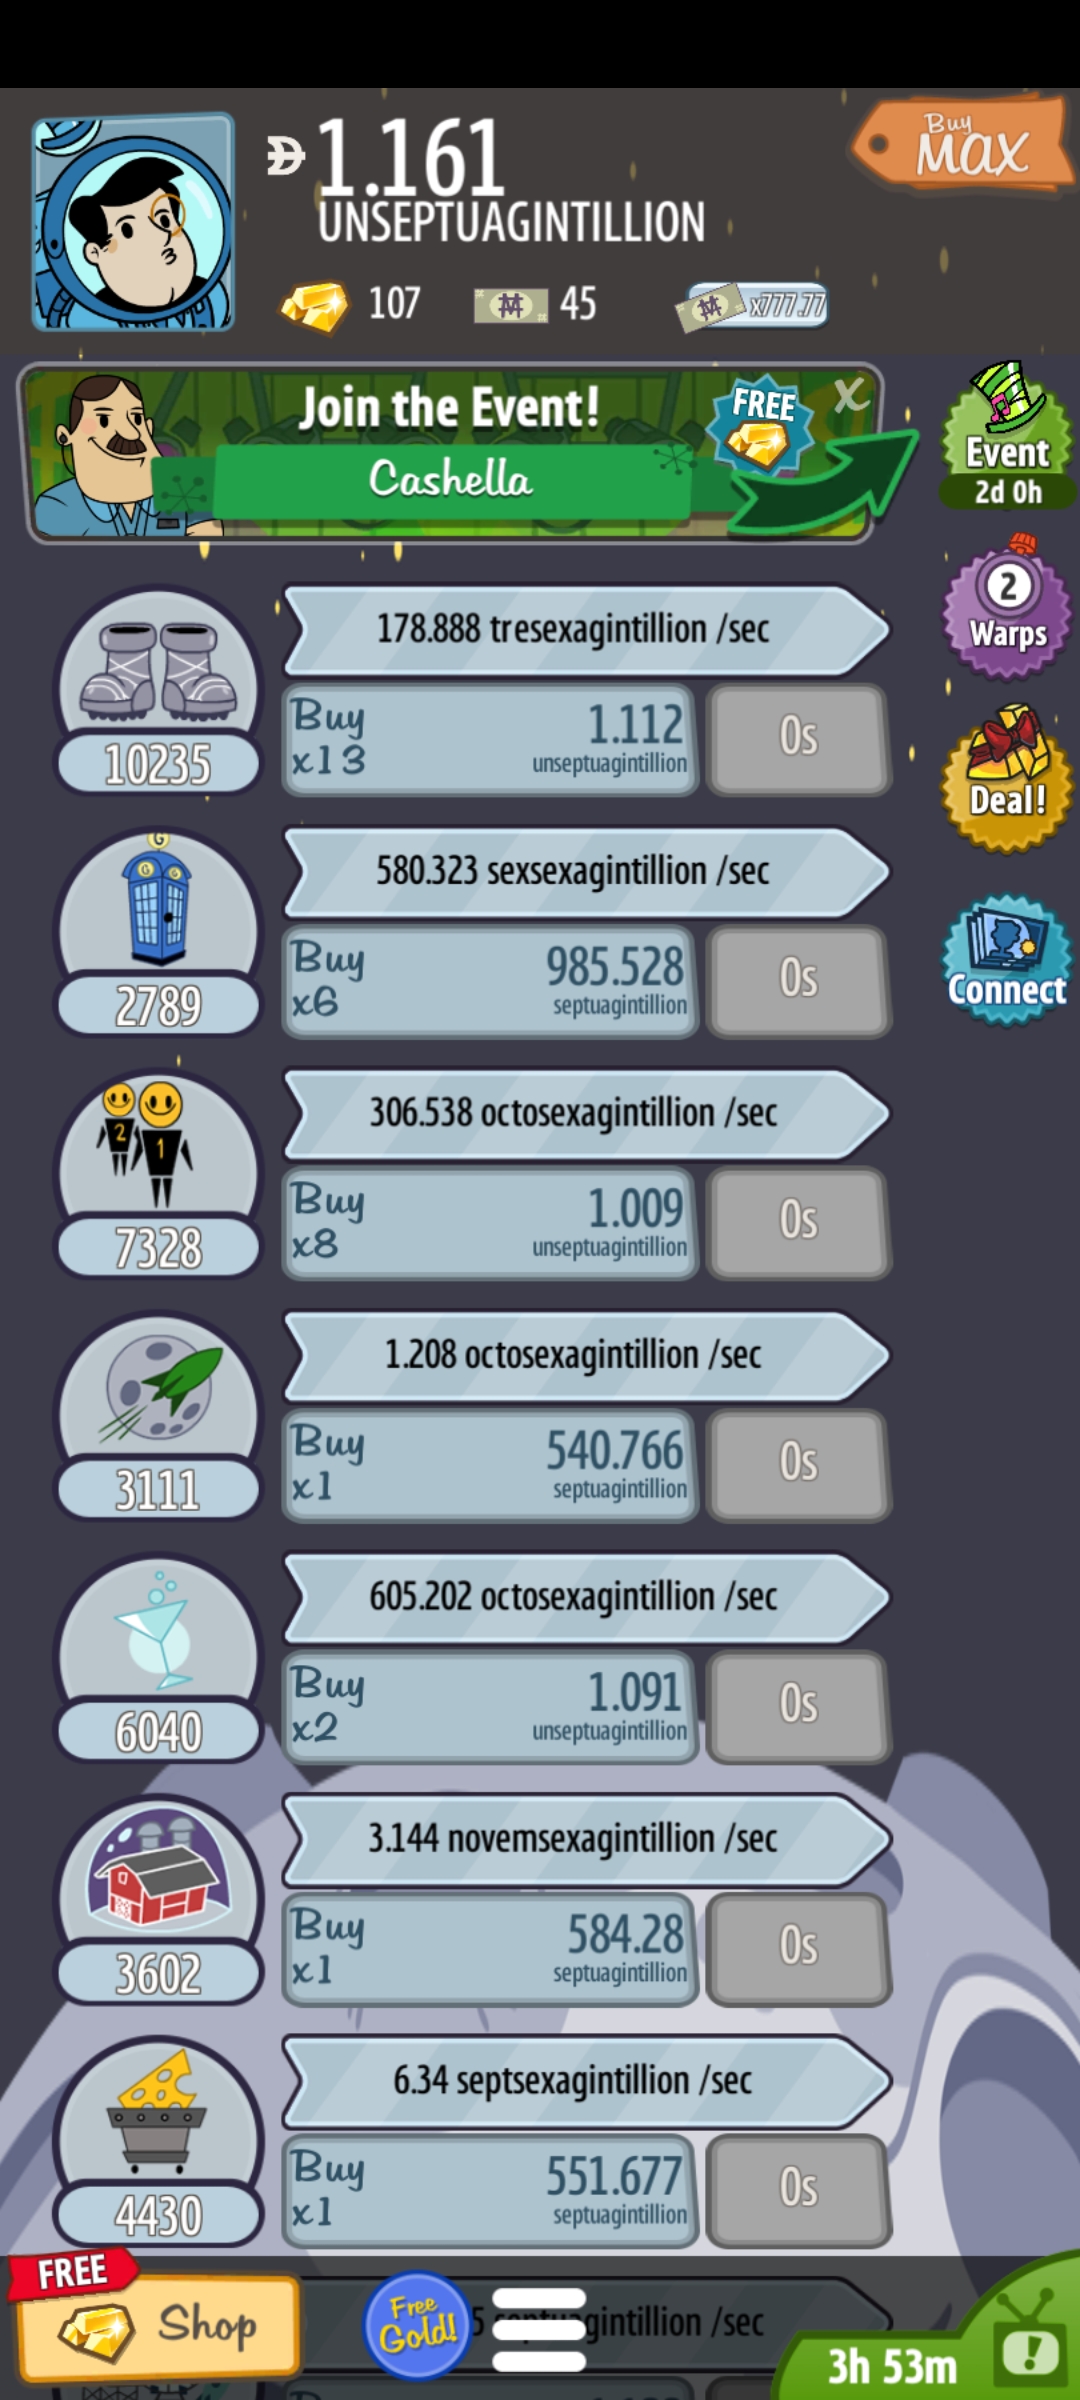 1.161
UNSEPTUAGINTILLION
Buy
MAX
107
45
x777.77
Join the Event!
Cashella
FREE
X
Event
2d 0h
178.888 tresexagintillion /sec
Buy
x13
1.112
unseptuagintillion
0s
10235
2
Warps
580.323 sexsexagintillion /sec
Buy
x6
985.528
septuagintillion
0s
G
G
G
2789
Deal!
Connect
306.538 octosexagintillion /sec
Buy
x8
1.009
unseptuagintillion
0s
2
1
7328
1.208 octosexagintillion /sec
Buy
x1
540.766
septuagintillion
0s
3111
605.202 octosexagintillion /sec
Buy
x2
1.091
unseptuagintillion
0s
6040
3.144 novemsexagintillion /sec
Buy
x1
584.28
septuagintillion
0s
3602
6.34 septsexagintillion /sec
Buy
x1
551.677
septuagintillion
0s
4430
FREE
Shop
Free
Gold!
/sec
3h 53m
!